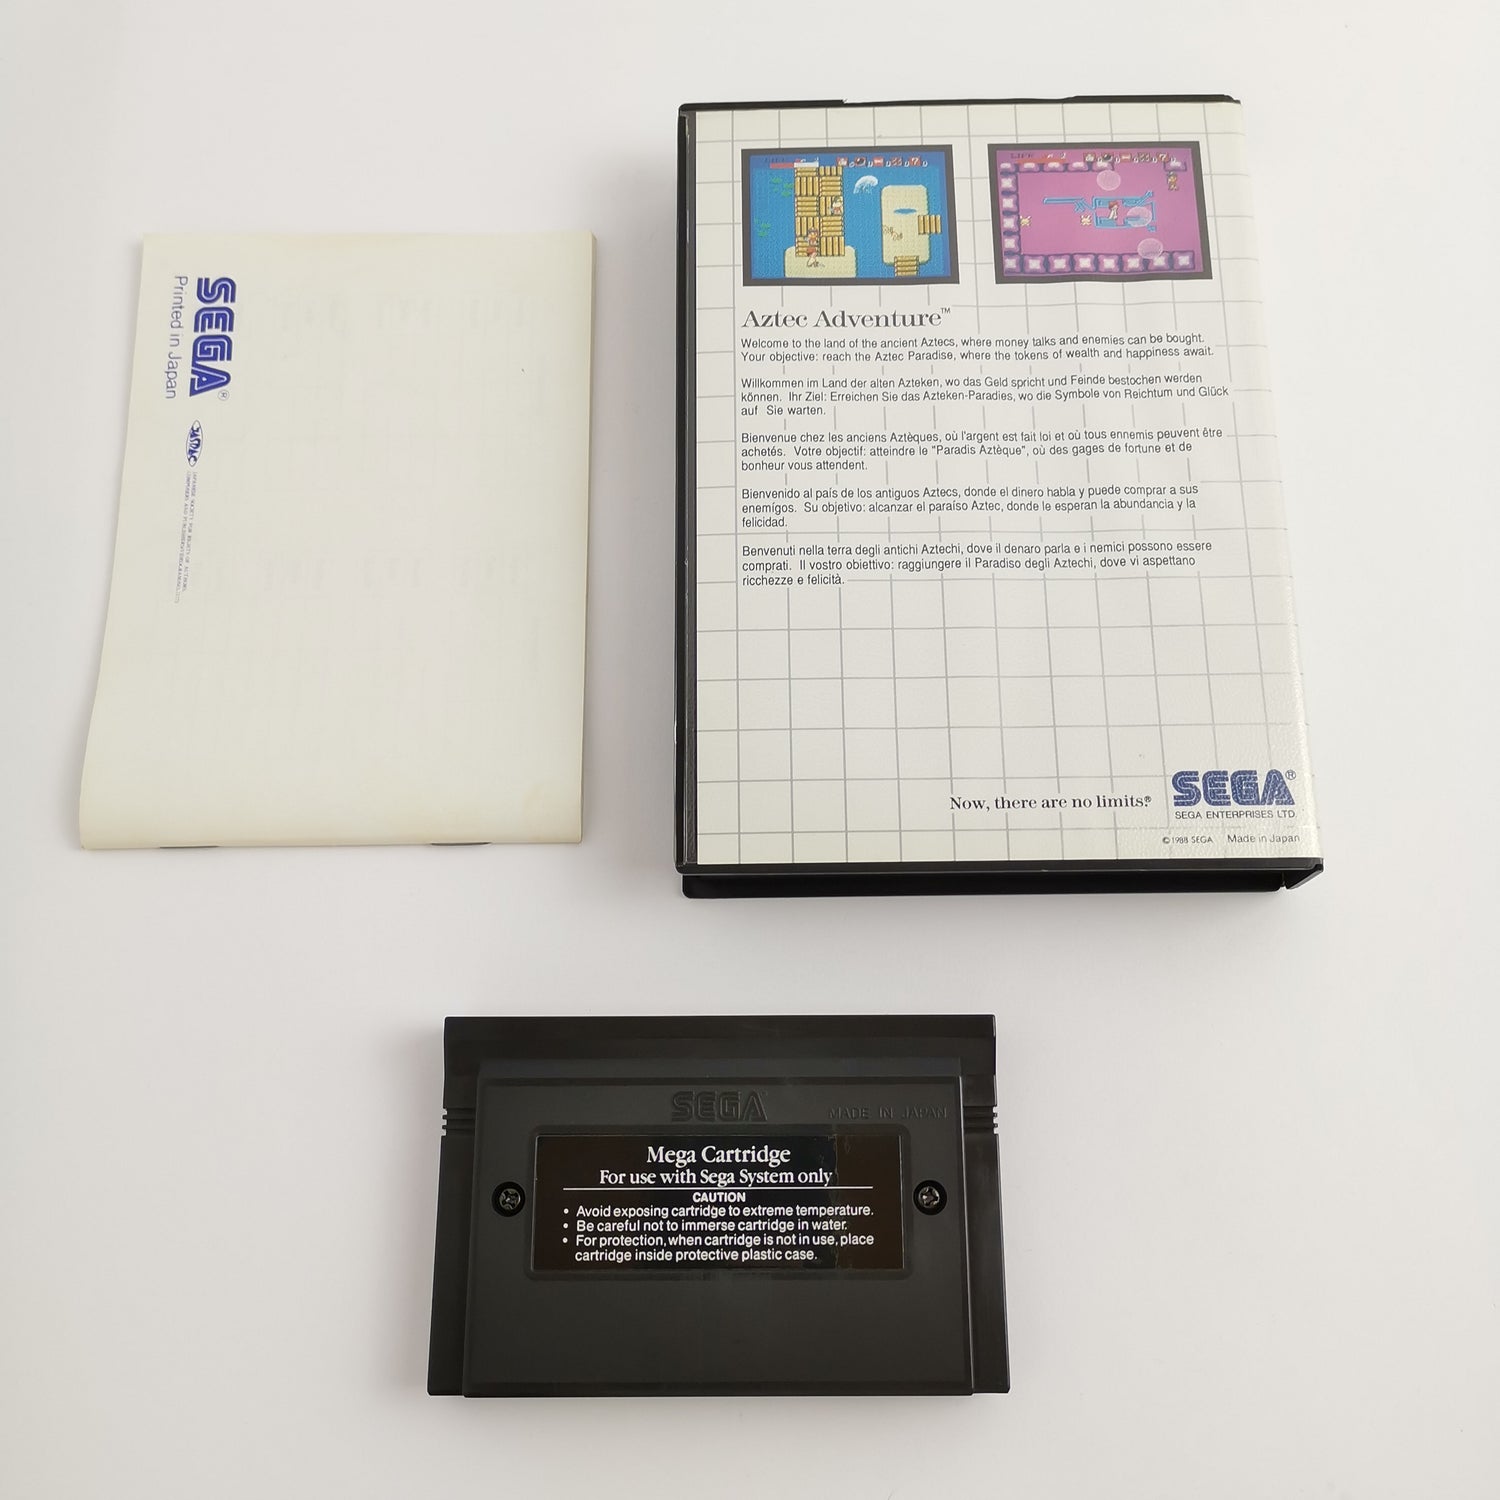 SEGA®
Printed in Japan
Aztec Adventure™
Welcome to the land of the ancient Aztecs, where money talks and enemies can be bought.
Your objective: reach the Aztec Paradise, where the tokens of wealth and happiness await.
Willkommen im Land der alten Azteken, wo das Geld spricht und Feinde bestochen werden
können. Ihr Ziel: Erreichen Sie das Azteken-Paradies, wo die Symbole von Reichtum und Glück
auf Sie warten.
Bienvenue chez les anciens Aztèques, où l'argent est fait loi et où tous ennemis peuvent être
achetés. Votre objectif: atteindre le "Paradis Aztèque", où des gages de fortune et de
bonheur vous attendent.
Bienvenido al país de los antiguos Aztecs, donde el dinero habla y puede comprar a sus
enemígos. Su objetivo: alcanzar el paraíso Aztec, donde le esperan la abundancia y la
felicidad.
Benvenuti nella terra degli antichi Aztechi, dove il denaro parla e i nemici possono essere
comprati. Il vostro obiettivo: raggiungere il Paradiso degli Aztechi, dove vi aspettano
ricchezze e felicità.
Now, there are no limits®
SEGA®
SEGA ENTERPRISES LTD.
©1988 SEGA Made in Japan
SEGA
MADE IN JAPAN
Mega Cartridge
For use with Sega System only
CAUTION
• Avoid exposing cartridge to extreme temperature.
• Be careful not to immerse cartridge in water.
• For protection, when cartridge is not in use, place
cartridge inside protective plastic case.